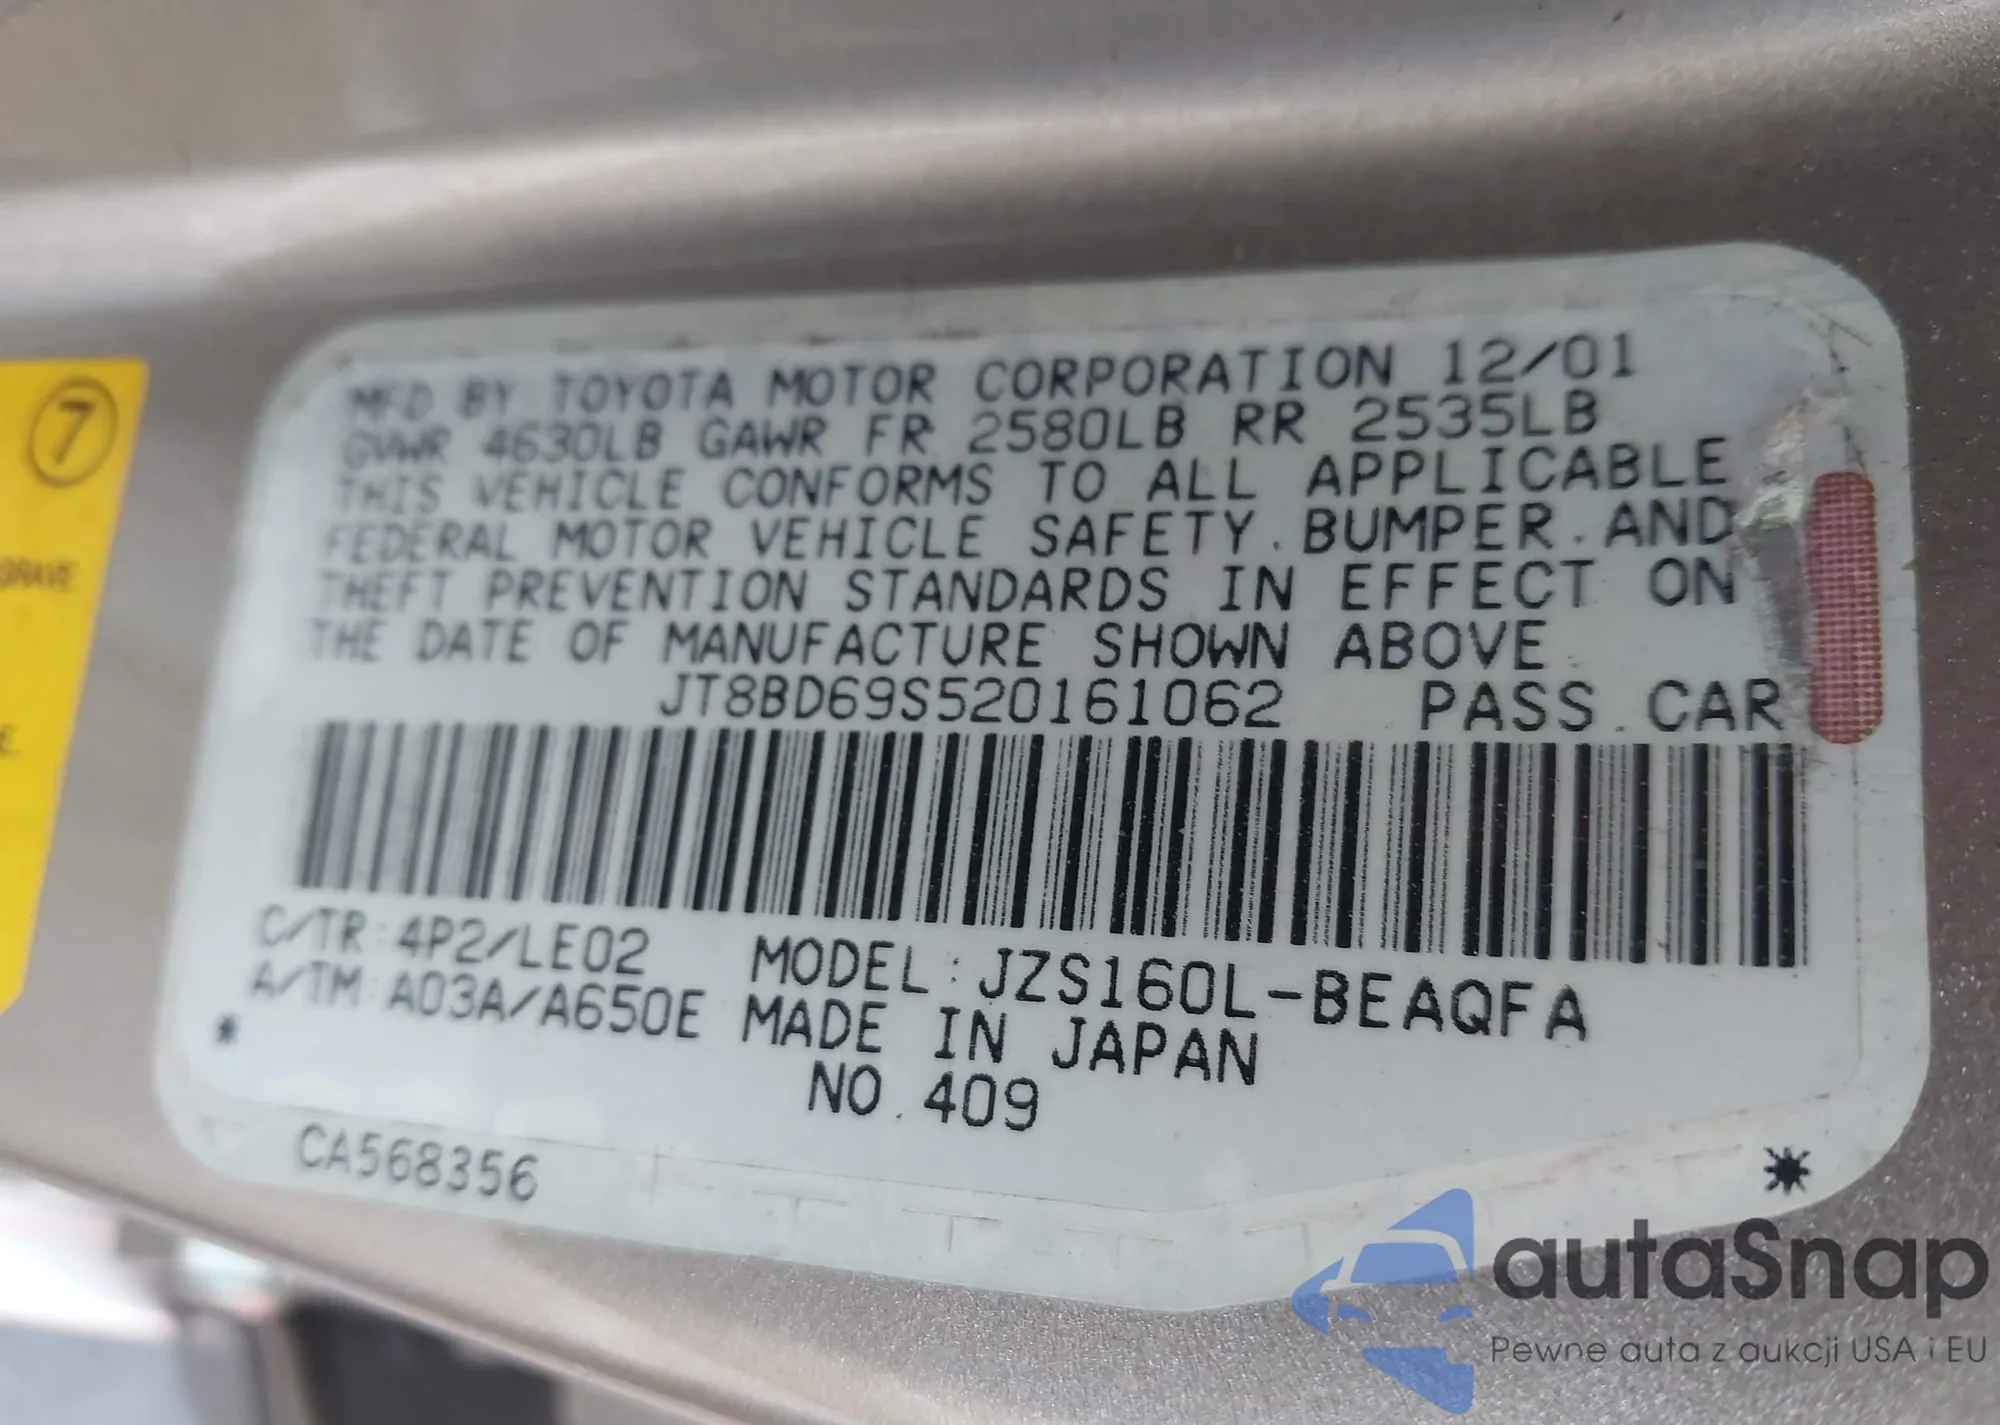 7
GRAVE
MFD BY TOYOTA MOTOR CORPORATION 12/01
GVWR 4630LB GAWR FR 2580LB RR 2535LB
THIS VEHICLE CONFORMS TO ALL APPLICABLE
FEDERAL MOTOR VEHICLE SAFETY.BUMPER.AND
THEFT PREVENTION STANDARDS IN EFFECT ON
THE DATE OF MANUFACTURE SHOWN ABOVE.
JT8BD69S520161062 PASS.CAR
C/TR:4P2/LE02 MODEL:JZS160L-BEAQFA
A/TM:A03A/A650E MADE IN JAPAN
* NO.409
CA568356 *
autaSnap
Pewne auta z aukcji USA i EU